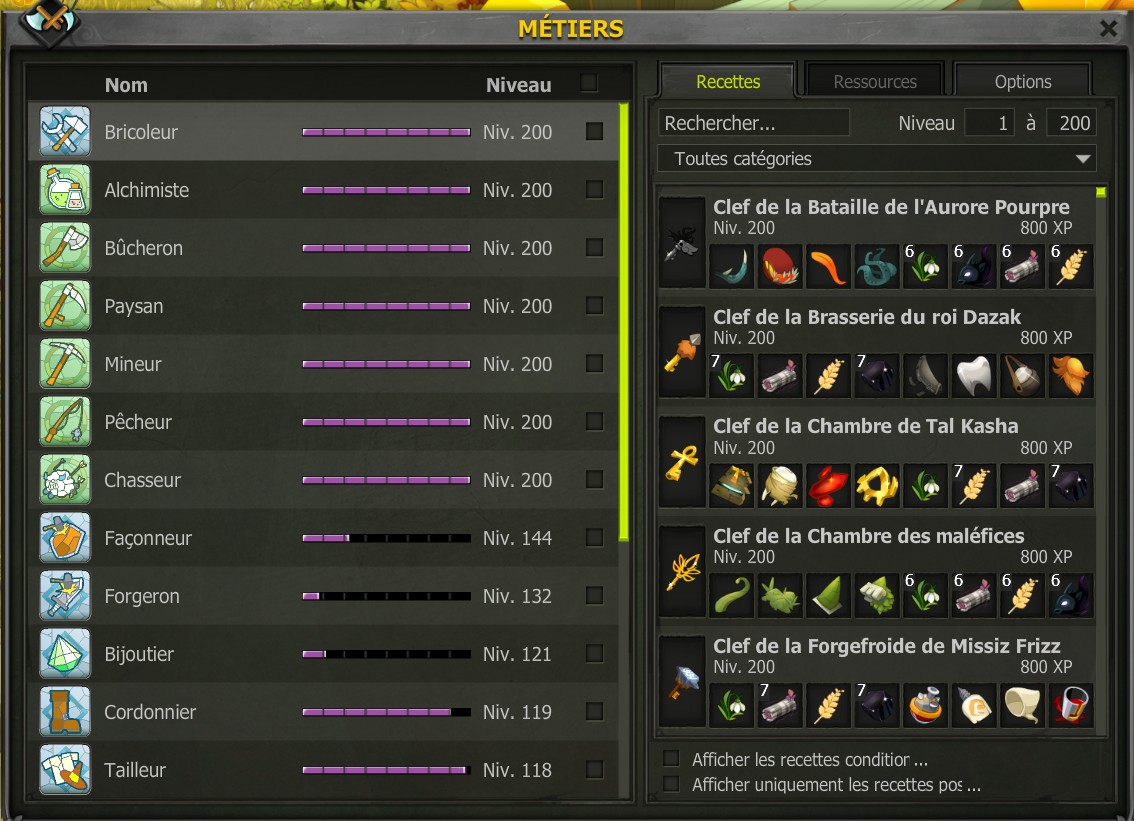 MÉTIERS
Nom Niveau
Bricoleur Niv. 200
Alchimiste Niv. 200
Bûcheron Niv. 200
Paysan Niv. 200
Mineur Niv. 200
Pêcheur Niv. 200
Chasseur Niv. 200
Façonneur Niv. 144
Forgeron Niv. 132
Bijoutier Niv. 121
Cordonnier Niv. 119
Tailleur Niv. 118
Recettes Ressources Options
Rechercher... Niveau 1 à 200
Toutes catégories
Clef de la Bataille de l'Aurore Pourpre
Niv. 200 800 XP
6 6 6 6
Clef de la Brasserie du roi Dazak
Niv. 200 800 XP
7 7
Clef de la Chambre de Tal Kasha
Niv. 200 800 XP
7 7
Clef de la Chambre des maléfices
Niv. 200 800 XP
6 6 6 6
Clef de la Forgefroide de Missiz Frizz
Niv. 200 800 XP
7 7
Afficher les recettes condition ...
Afficher uniquement les recettes pos ...